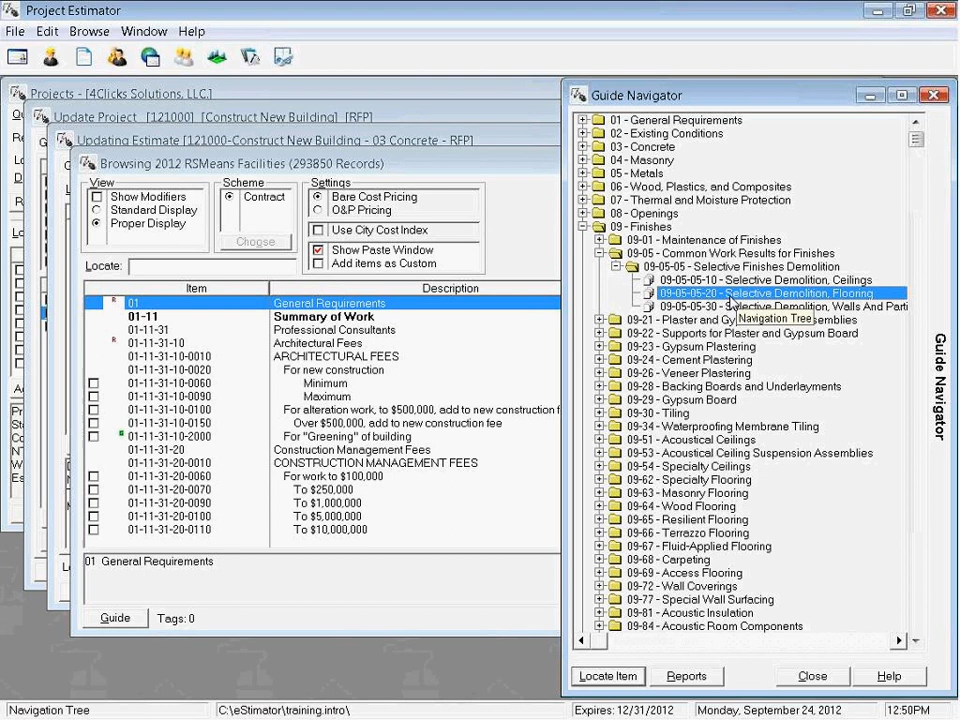 Project Estimator
File Edit Browse Window Help
Projects - [4Clicks Solutions, LLC.]
Update Project [121000] [Construct New Building] [RFP]
Updating Estimate [121000-Construct New Building - 03 Concrete - RFP]
Browsing 2012 RSMeans Facilities (293850 Records)
View
Show Modifiers
Standard Display
Proper Display
Scheme
Contract
Choose
Settings
Bare Cost Pricing
O&P Pricing
Use City Cost Index
Show Paste Window
Add items as Custom
Locate:
Item Description
01 General Requirements
01-11 Summary of Work
01-11-31 Professional Consultants
01-11-31-10 Architectural Fees
01-11-31-10-0010 ARCHITECTURAL FEES
01-11-31-10-0020 For new construction
01-11-31-10-0060 Minimum
01-11-31-10-0090 Maximum
01-11-31-10-0100 For alteration work, to $500,000, add to new construction f
01-11-31-10-0150 Over $500,000, add to new construction fee
01-11-31-10-2000 For "Greening" of building
01-11-31-20 Construction Management Fees
01-11-31-20-0010 CONSTRUCTION MANAGEMENT FEES
01-11-31-20-0060 For work to $100,000
01-11-31-20-0070 To $250,000
01-11-31-20-0090 To $1,000,000
01-11-31-20-0100 To $5,000,000
01-11-31-20-0110 To $10,000,000
01 General Requirements
Guide Tags: 0
Guide Navigator
01 - General Requirements
02 - Existing Conditions
03 - Concrete
04 - Masonry
05 - Metals
06 - Wood, Plastics, and Composites
07 - Thermal and Moisture Protection
08 - Openings
09 - Finishes
09-01 - Maintenance of Finishes
09-05 - Common Work Results for Finishes
09-05-05 - Selective Finishes Demolition
09-05-05-10 - Selective Demolition, Ceilings
09-05-05-20 - Selective Demolition, Flooring
09-05-05-30 - Selective Demolition, Walls And Parti
Navigation Tree
09-21 - Plaster and Gy semblies
09-22 - Supports for Plaster and Gypsum Board
09-23 - Gypsum Plastering
09-24 - Cement Plastering
09-26 - Veneer Plastering
09-28 - Backing Boards and Underlayments
09-29 - Gypsum Board
09-30 - Tiling
09-34 - Waterproofing Membrane Tiling
09-51 - Acoustical Ceilings
09-53 - Acoustical Ceiling Suspension Assemblies
09-54 - Specialty Ceilings
09-62 - Specialty Flooring
09-63 - Masonry Flooring
09-64 - Wood Flooring
09-65 - Resilient Flooring
09-66 - Terrazzo Flooring
09-67 - Fluid-Applied Flooring
09-68 - Carpeting
09-69 - Access Flooring
09-72 - Wall Coverings
09-77 - Special Wall Surfacing
09-81 - Acoustic Insulation
09-84 - Acoustic Room Components
Guide Navigator
Locate Item Reports Close Help
Navigation Tree C:\eStimator\training.intro\ Expires: 12/31/2012 Monday, September 24, 2012 12:50PM